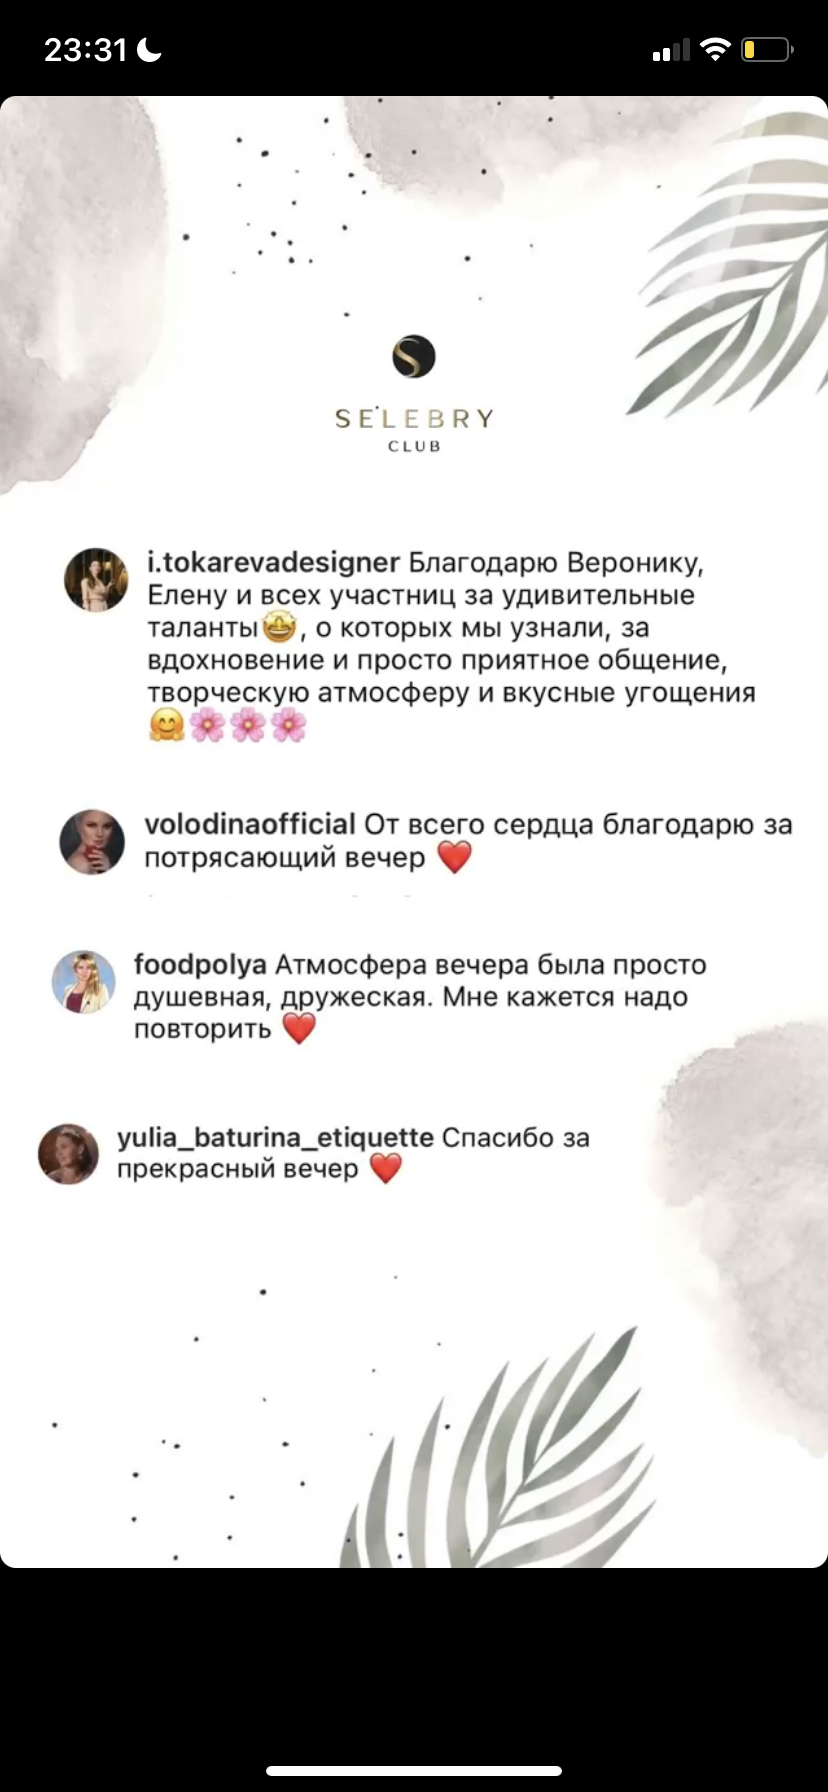 23:31
SELEBRY
CLUB
i.tokarevadesigner Благодарю Веронику,
Елену и всех участниц за удивительные
таланты🤩, о которых мы узнали, за
вдохновение и просто приятное общение,
творческую атмосферу и вкусные угощения
🤗🌸🌸🌸
volodinaofficial От всего сердца благодарю за
потрясающий вечер ❤️
foodpolya Атмосфера вечера была просто
душевная, дружеская. Мне кажется надо
повторить ❤️
yulia_baturina_etiquette Спасибо за
прекрасный вечер ❤️